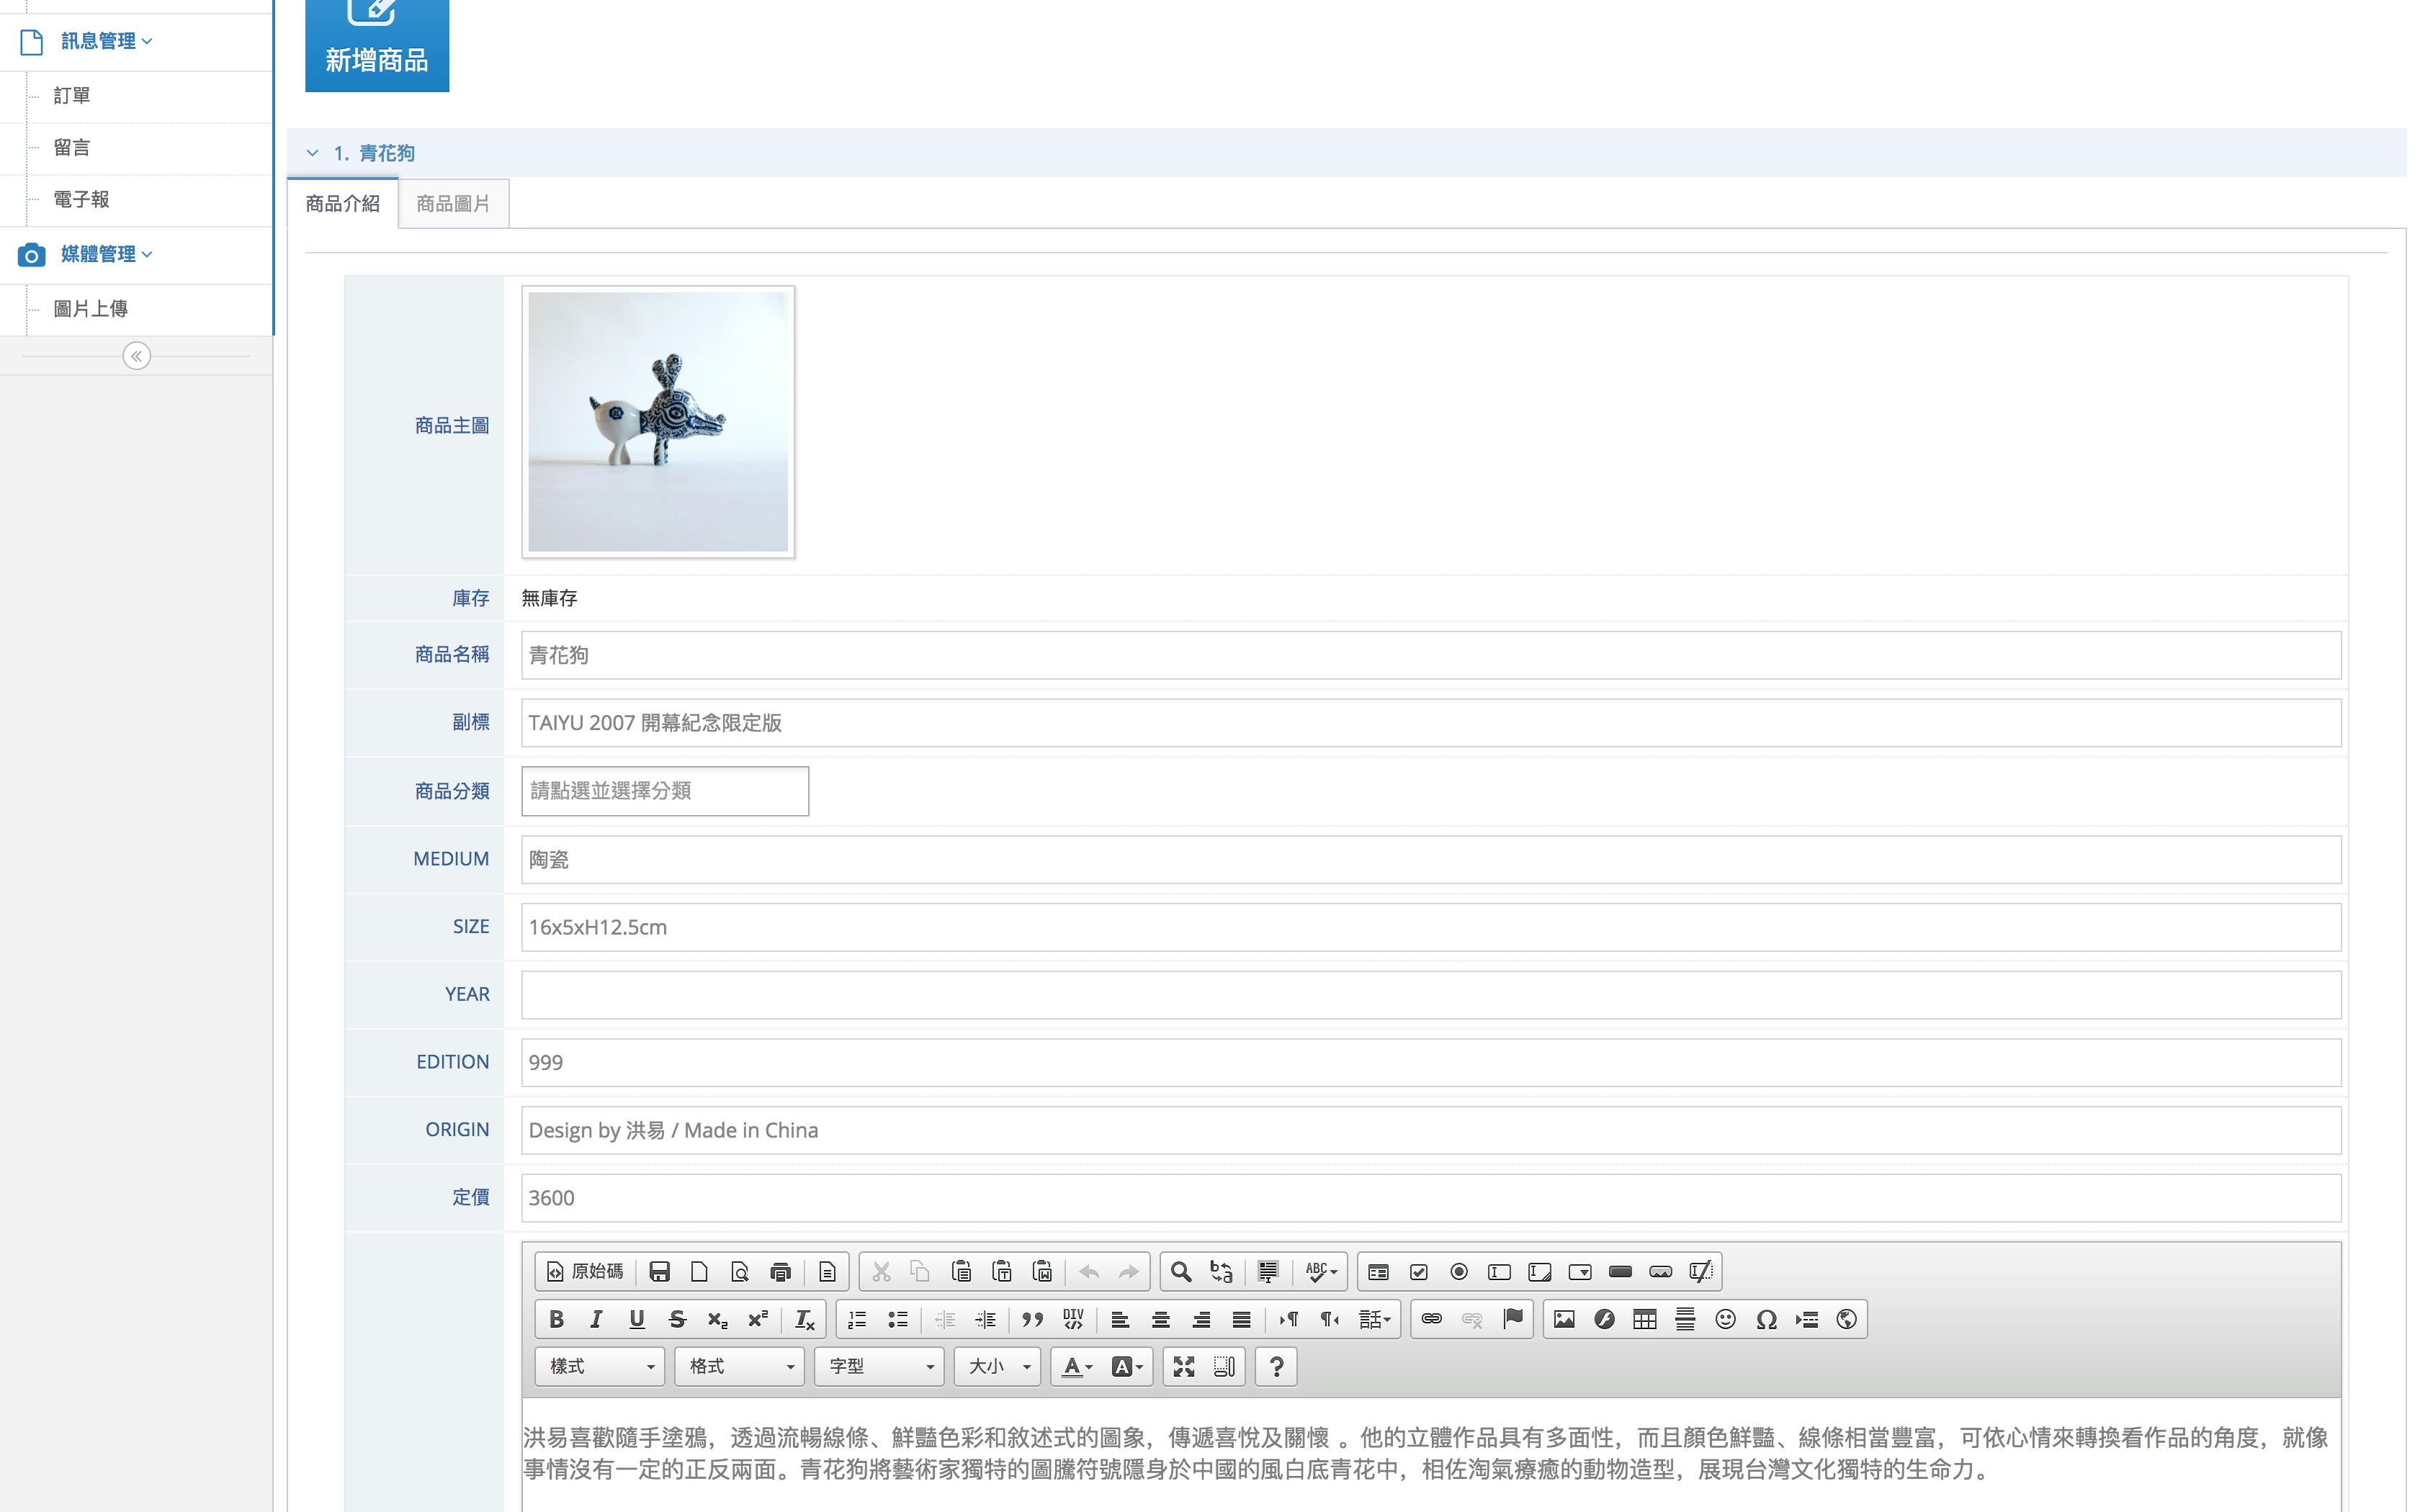 訊息管理
訂單
留言
電子報
媒體管理
圖片上傳
新增商品
1. 青花狗
商品介紹
商品圖片
商品主圖
庫存 無庫存
商品名稱 青花狗
副標 TAIYU 2007 開幕紀念限定版
商品分類 請點選並選擇分類
MEDIUM 陶瓷
SIZE 16x5xH12.5cm
YEAR
EDITION 999
ORIGIN Design by 洪易 / Made in China
定價 3600
原始碼
ABC
B I U S x₂ x² Tx DIV 話
樣式 格式 字型 大小 A A ?
洪易喜歡隨手塗鴉，透過流暢線條、鮮豔色彩和敘述式的圖象，傳遞喜悅及關懷 。他的立體作品具有多面性，而且顏色鮮豔、線條相當豐富，可依心情來轉換看作品的角度，就像
事情沒有一定的正反兩面。青花狗將藝術家獨特的圖騰符號隱身於中國的風白底青花中，相佐淘氣療癒的動物造型，展現台灣文化獨特的生命力。